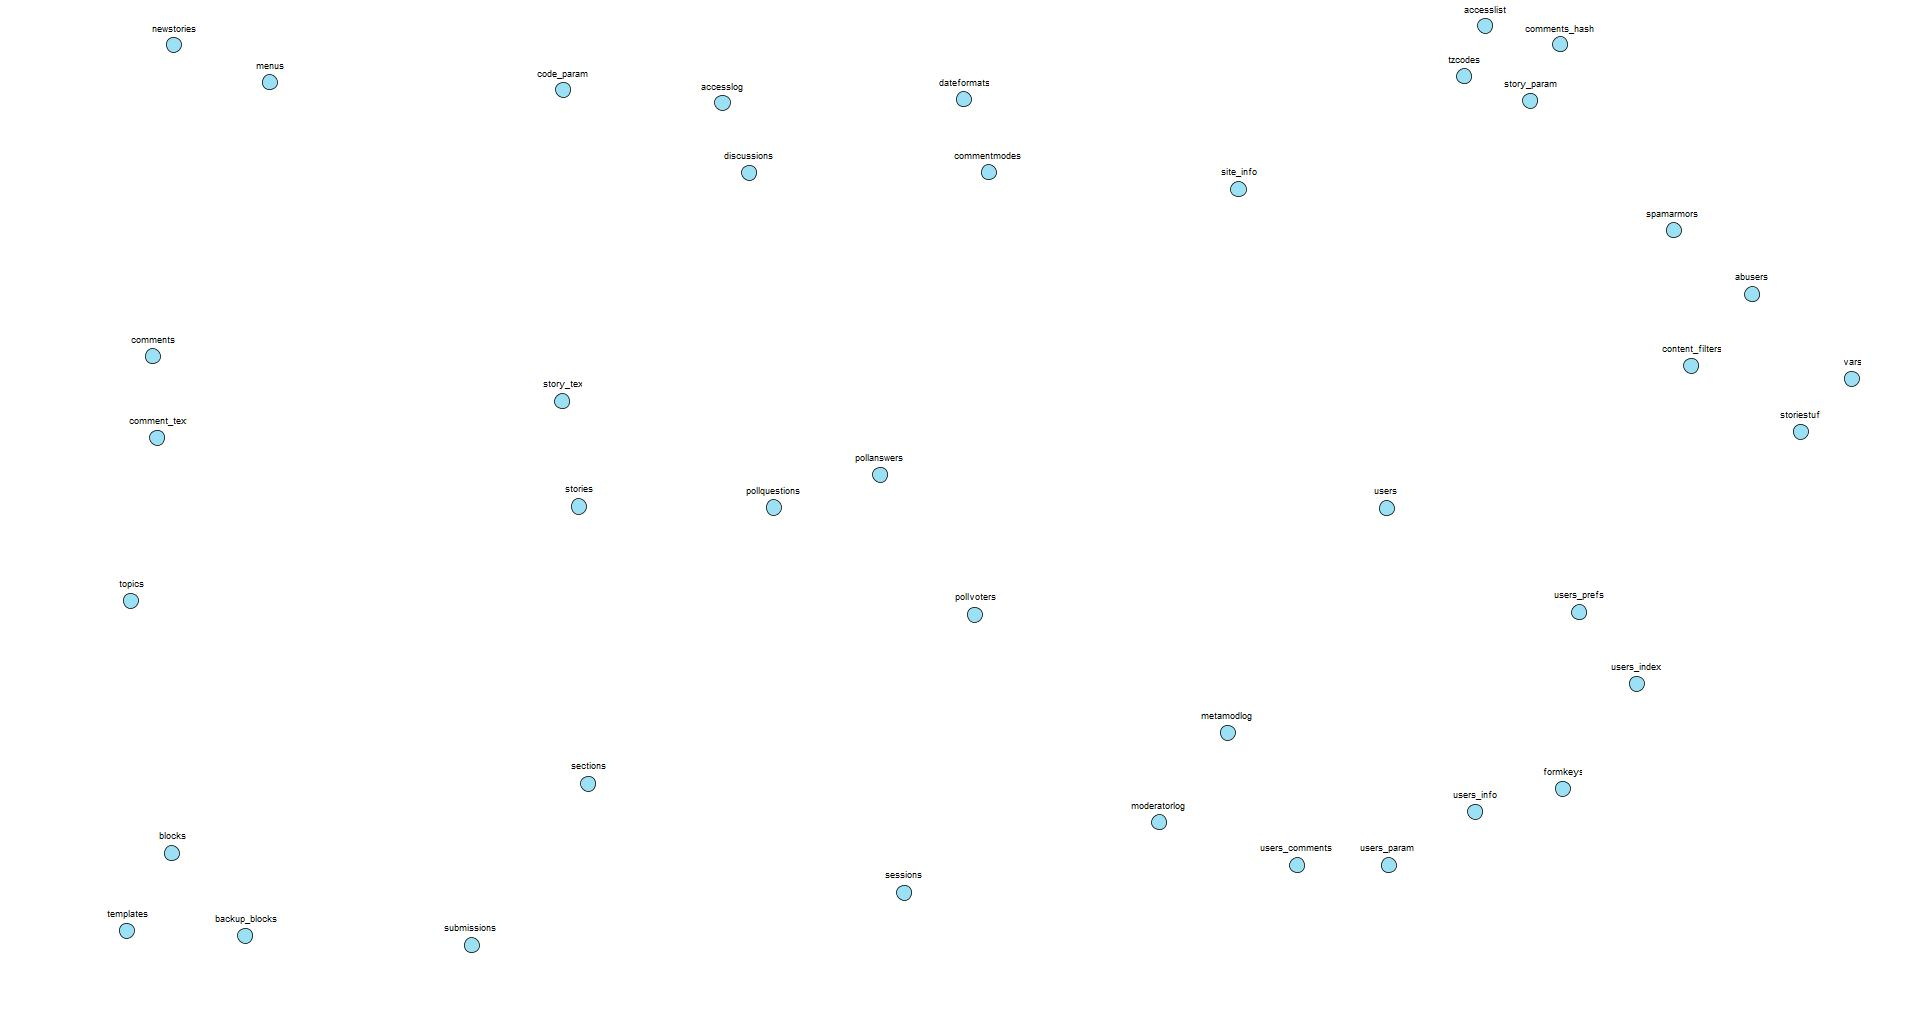 accesslist
newstories
comments_hash
tzcodes
menus
code_param
dateformats
story_param
accesslog
discussions
commentmodes
site_info
spamarmors
abusers
comments
content_filters
vars
story_tex
storiestuf
comment_tex
pollanswers
stories
pollquestions
users
topics
users_prefs
pollvoters
users_index
metamodlog
sections
formkeys
users_info
moderatorlog
blocks
users_comments
users_param
sessions
templates
backup_blocks
submissions